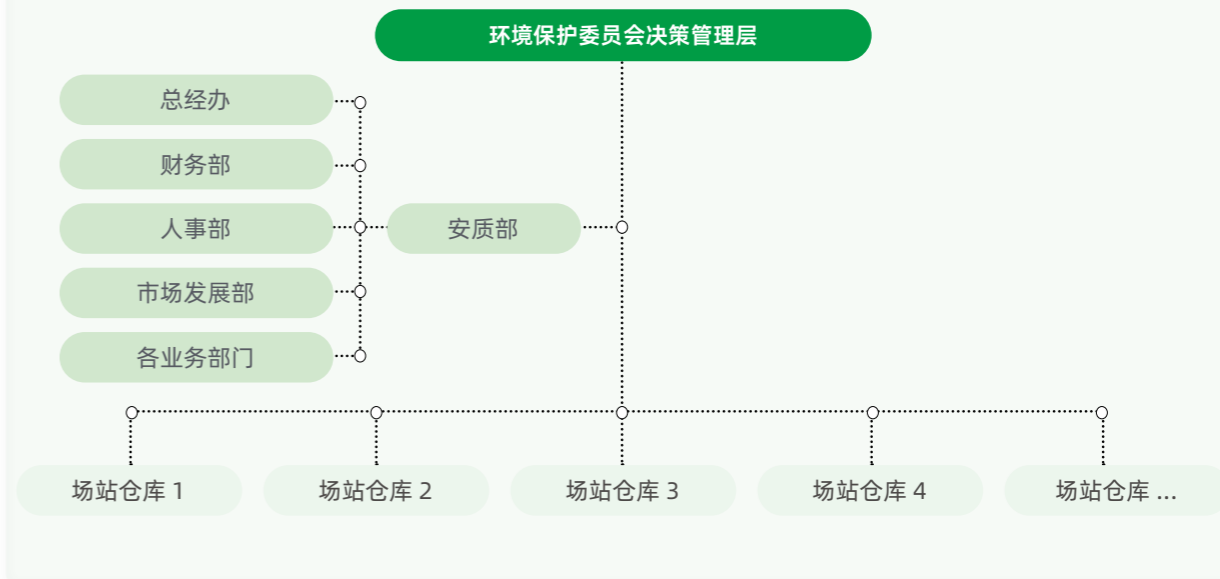 环境保护委员会决策管理层
总经办
财务部
人事部
安质部
市场发展部
各业务部门
场站仓库 1
场站仓库 2
场站仓库 3
场站仓库 4
场站仓库 ...